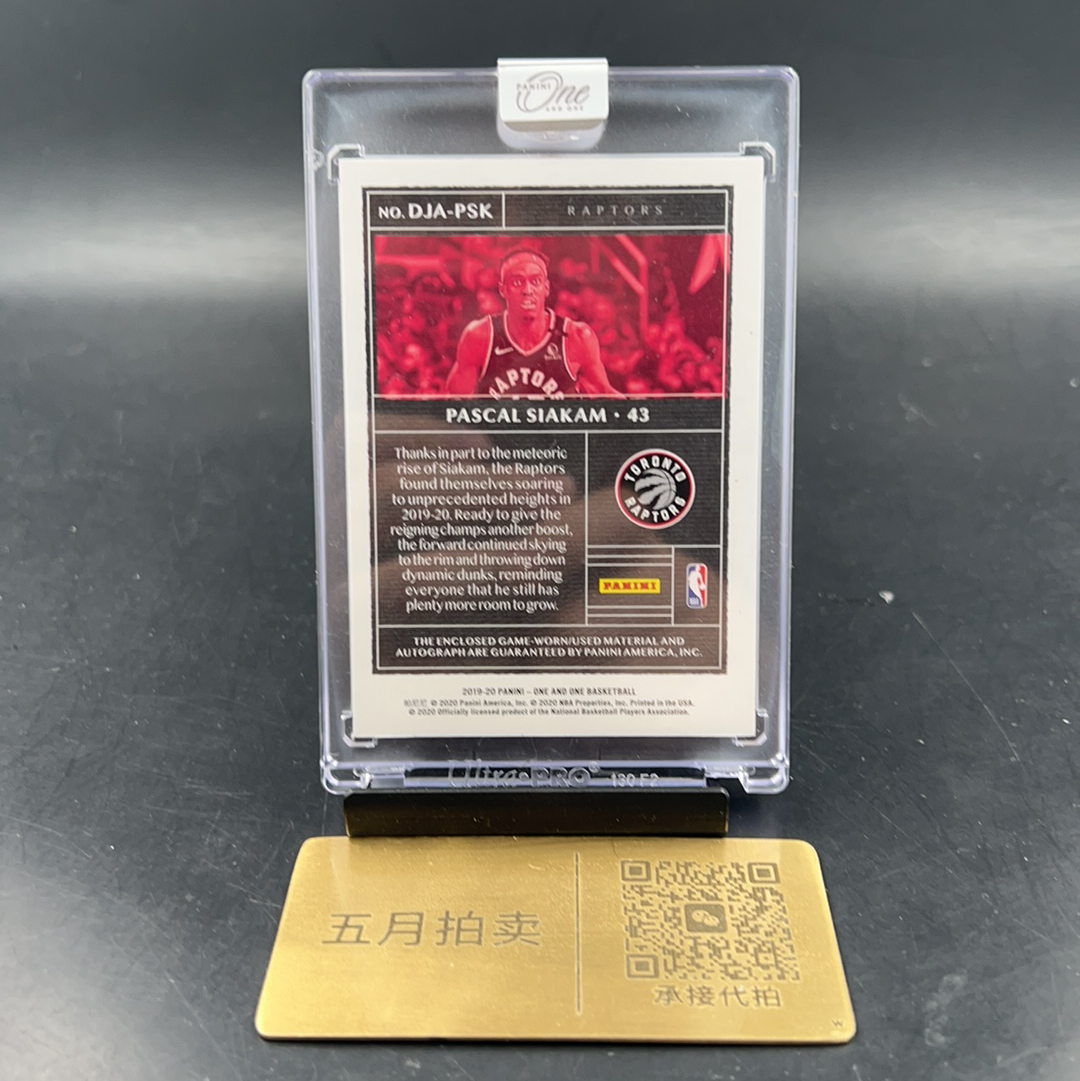 PANINI
One
AND ONE
NO. DJA-PSK
RAPTORS
RAPTORS
PASCAL SIAKAM · 43
Thanks in part to the meteoric
rise of Siakam, the Raptors
found themselves soaring
to unprecedented heights in
2019-20. Ready to give the
reigning champs another boost,
the forward continued skying
to the rim and throwing down
dynamic dunks, reminding
everyone that he still has
plenty more room to grow.
TORONTO
RAPTORS
PANINI
THE ENCLOSED GAME-WORN/USED MATERIAL AND
AUTOGRAPH ARE GUARANTEED BY PANINI AMERICA, INC.
2019-20 PANINI – ONE AND ONE BASKETBALL
帕尼尼 © 2020 Panini America, Inc. © 2020 NBA Properties, Inc. Printed in the USA.
© 2020 Officially licensed product of the National Basketball Players Association.
Ultra•PRO® 130-F2
五月拍卖
承接代拍
W